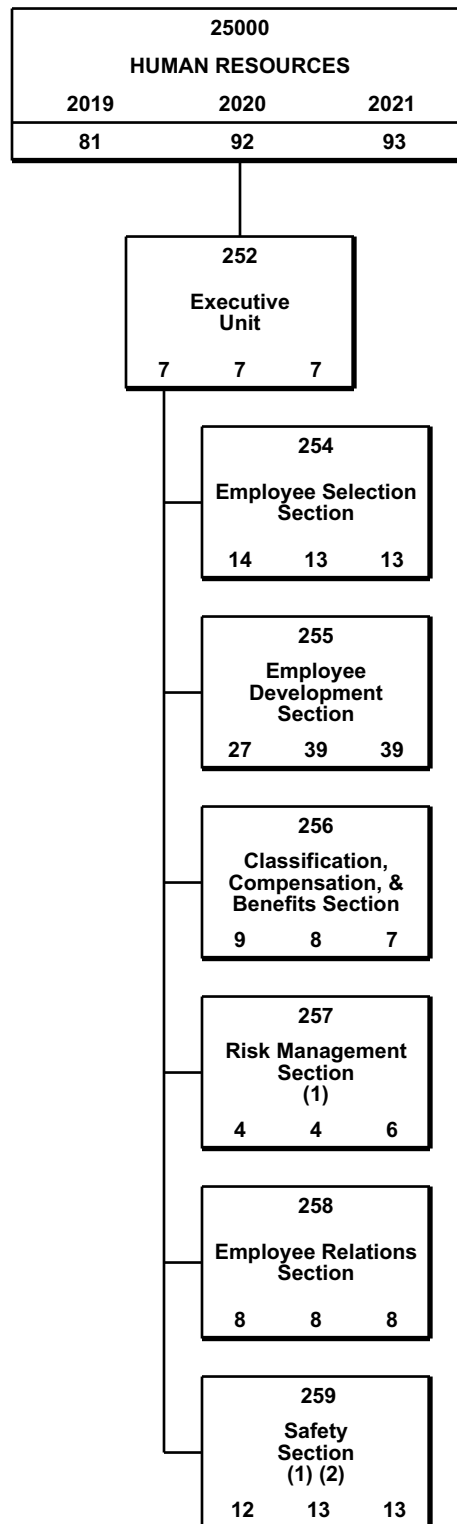 25000
HUMAN RESOURCES
2019 2020 2021
81 92 93
252
Executive
Unit
7 7 7
254
Employee Selection
Section
14 13 13
255
Employee
Development
Section
27 39 39
256
Classification,
Compensation, &
Benefits Section
9 8 7
257
Risk Management
Section
(1)
4 4 6
258
Employee Relations
Section
8 8 8
259
Safety
Section
(1) (2)
12 13 13